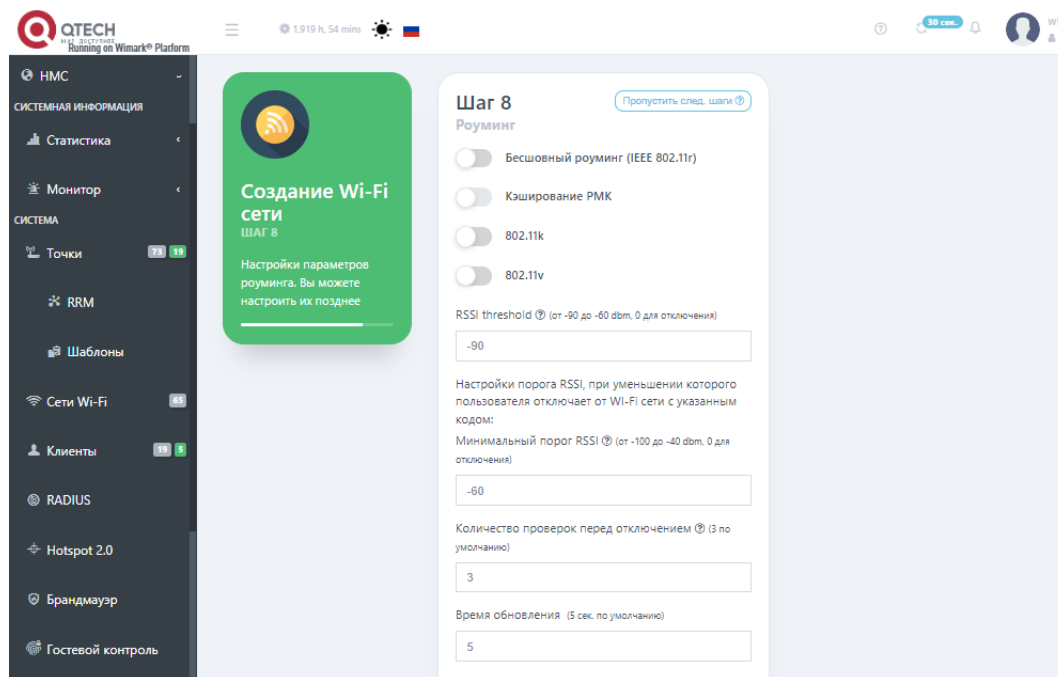 QTECH
МИР ДОСТУПНЕЕ
Running on Wimark® Platform
1,919 h, 54 mins
30 сек.
НМС
СИСТЕМНАЯ ИНФОРМАЦИЯ
Статистика
Монитор
СИСТЕМА
Точки 73 19
RRM
Шаблоны
Сети Wi-Fi 65
Клиенты 19 5
RADIUS
Hotspot 2.0
Брандмауэр
Гостевой контроль
Создание Wi-Fi
сети
ШАГ 8
Настройки параметров
роуминга. Вы можете
настроить их позднее
Шаг 8
Пропустить след. шаги
Роуминг
Бесшовный роуминг (IEEE 802.11r)
Кэширование PMK
802.11k
802.11v
RSSI threshold (от -90 до -60 dbm, 0 для отключения)
-90
Настройки порога RSSI, при уменьшении которого
пользователя отключает от WI-Fi сети с указанным
кодом:
Минимальный порог RSSI (от -100 до -40 dbm, 0 для
отключения)
-60
Количество проверок перед отключением (3 по
умолчанию)
3
Время обновления (5 сек. по умолчанию)
5